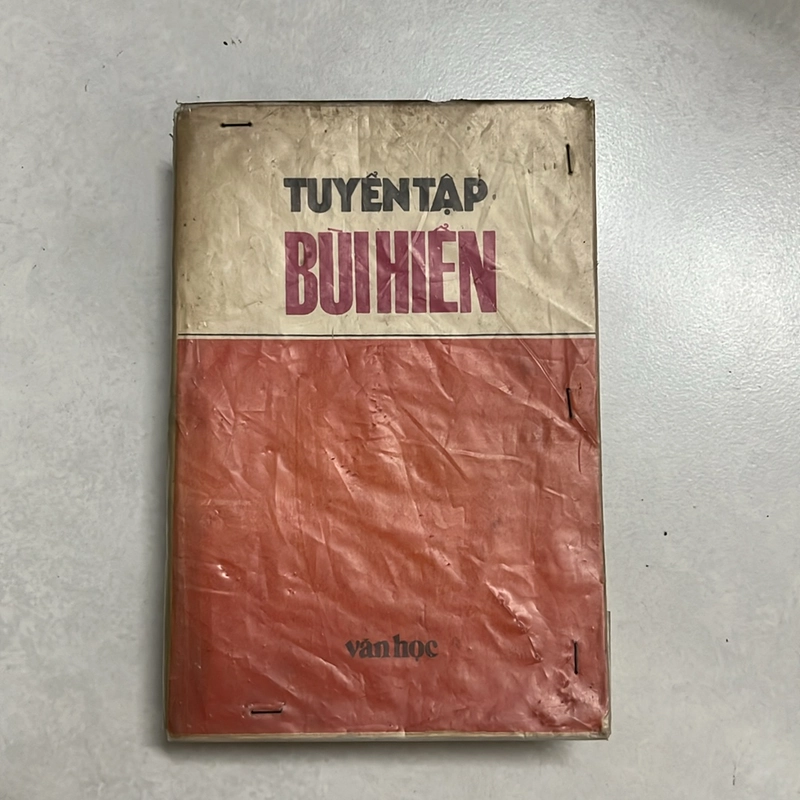 TUYỂN TẬP
BÙI HIỂN
văn học